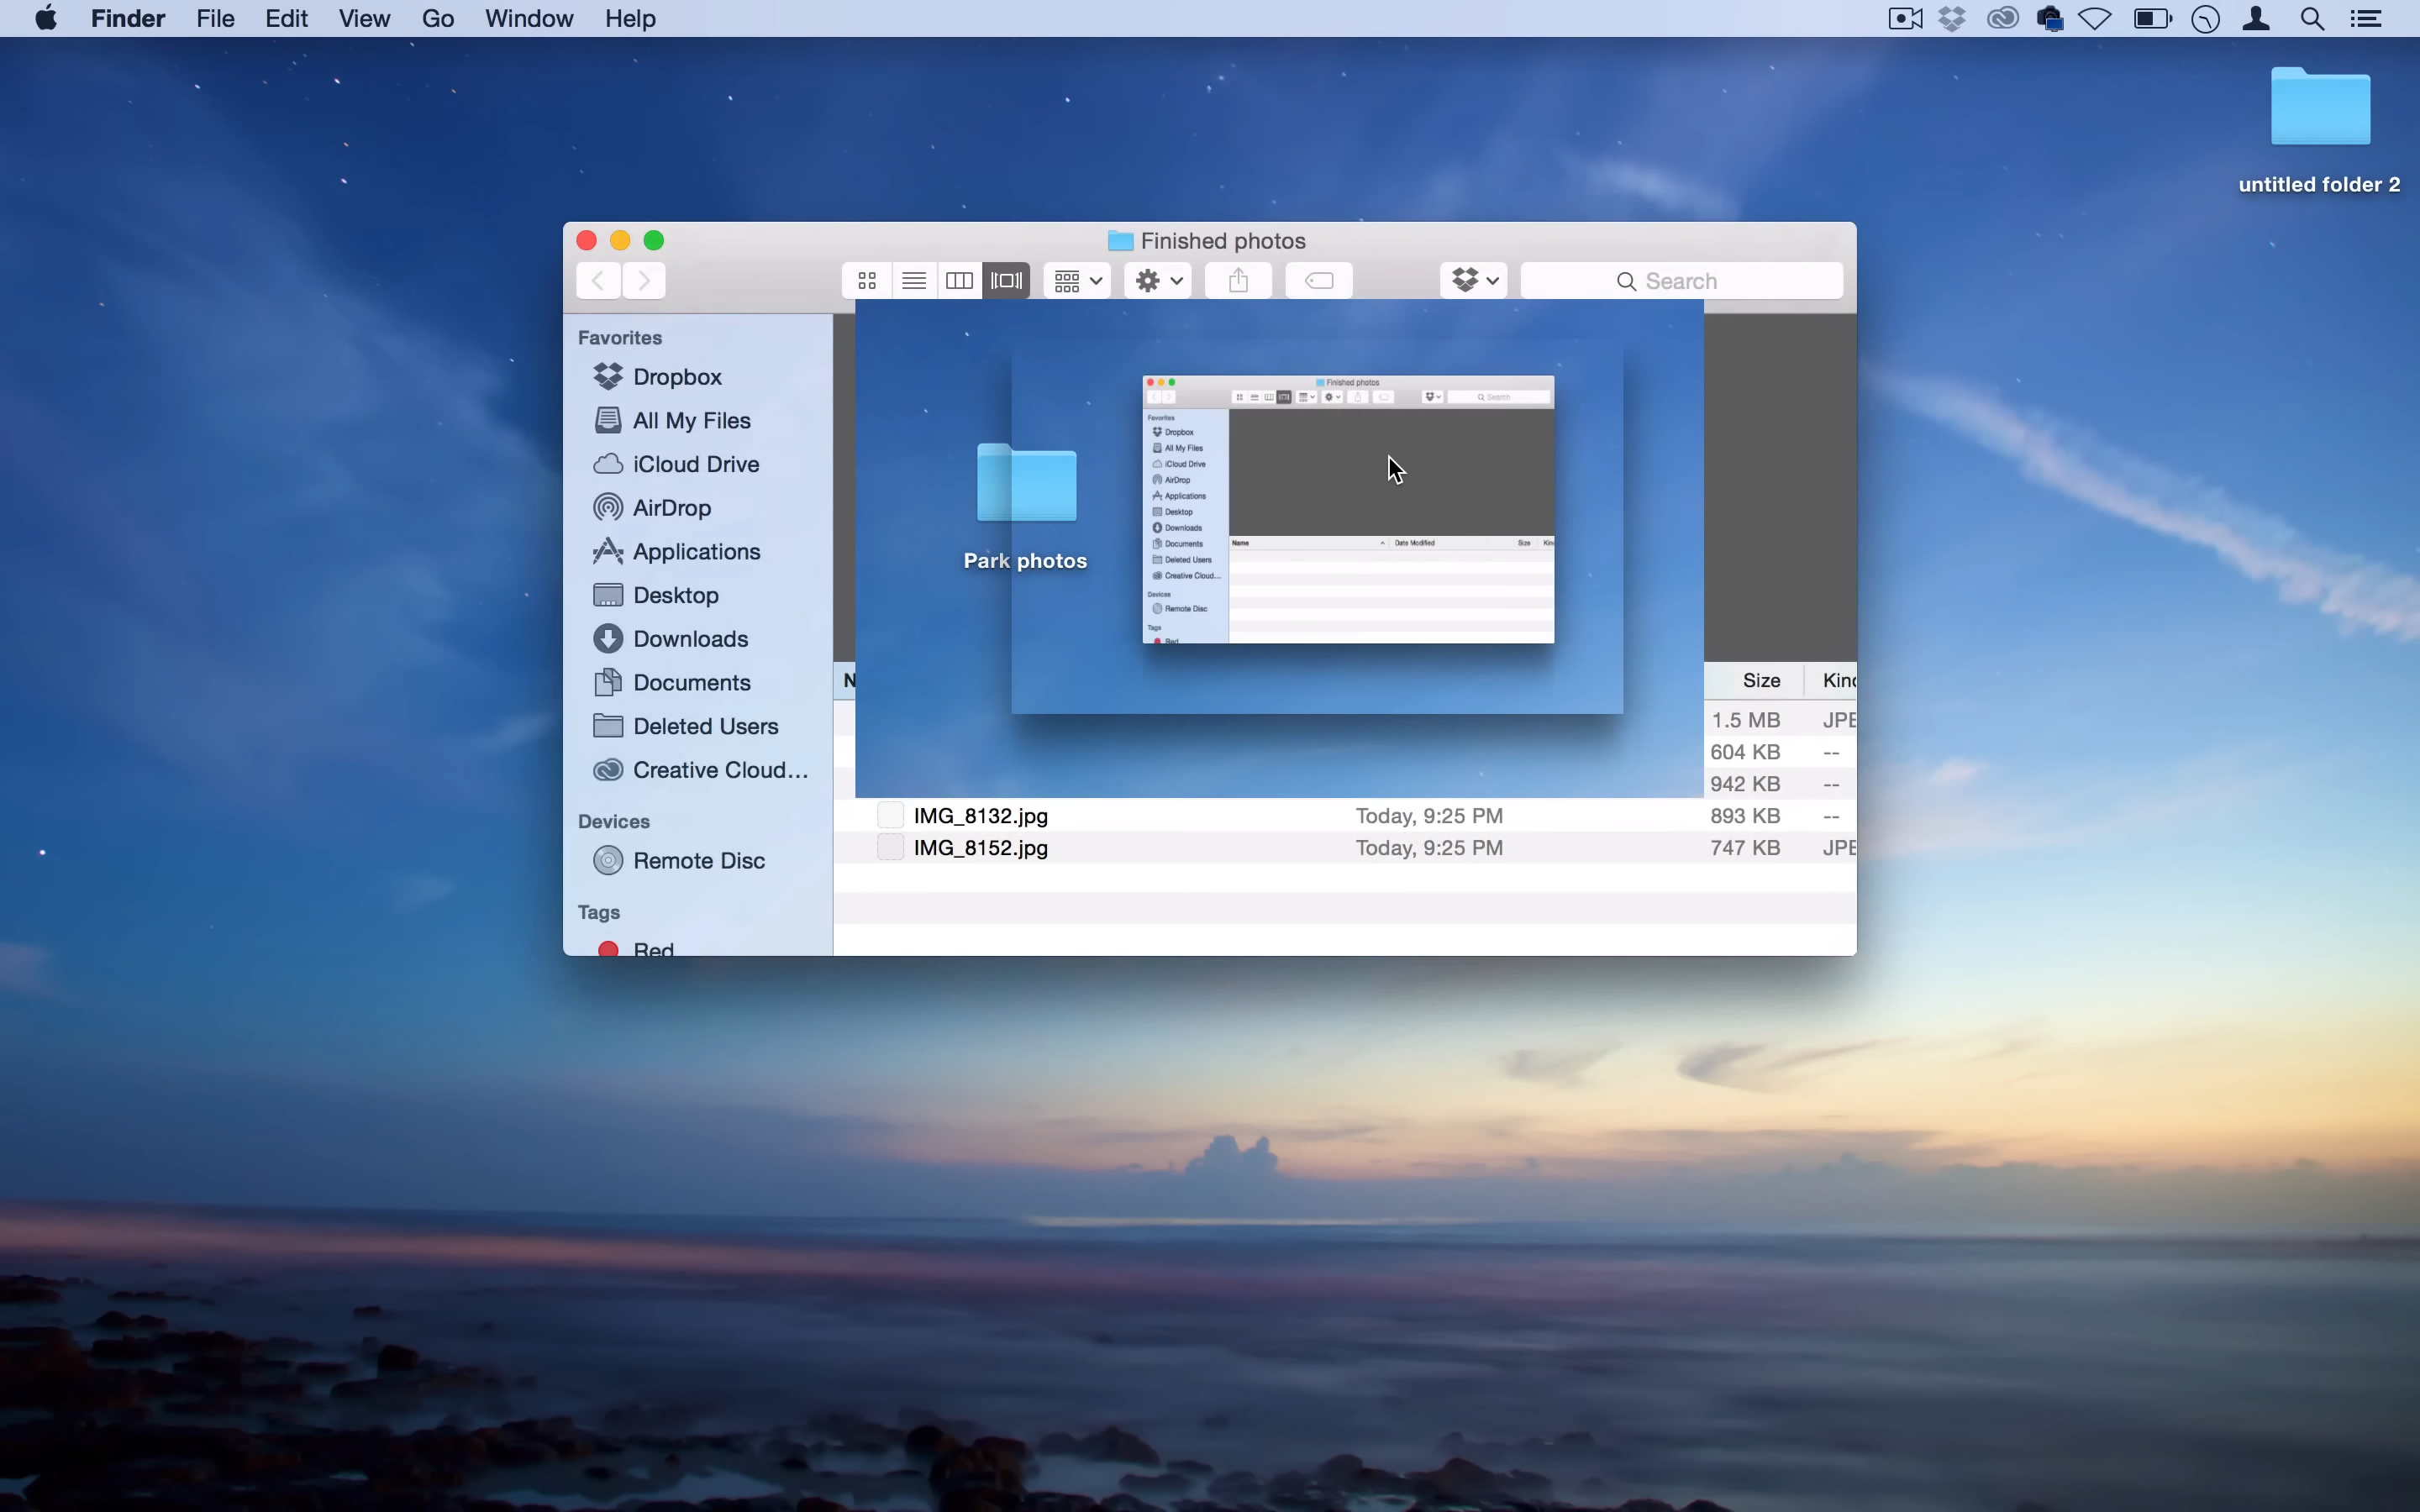 Finder File Edit View Go Window Help
untitled folder 2
Finished photos
Search
Favorites
Dropbox
All My Files
iCloud Drive
AirDrop
Applications
Desktop
Downloads
Documents
Deleted Users
Creative Cloud...
Devices
Remote Disc
Tags
Red
Park photos
Finished photos
Search
Favorites
Dropbox
All My Files
iCloud Drive
AirDrop
Applications
Desktop
Downloads
Documents
Deleted Users
Creative Cloud...
Devices
Remote Disc
Tags
Red
Name Date Modified Size Kin
N Size Kind
1.5 MB JPE
604 KB --
942 KB --
IMG_8132.jpg Today, 9:25 PM 893 KB --
IMG_8152.jpg Today, 9:25 PM 747 KB JPE